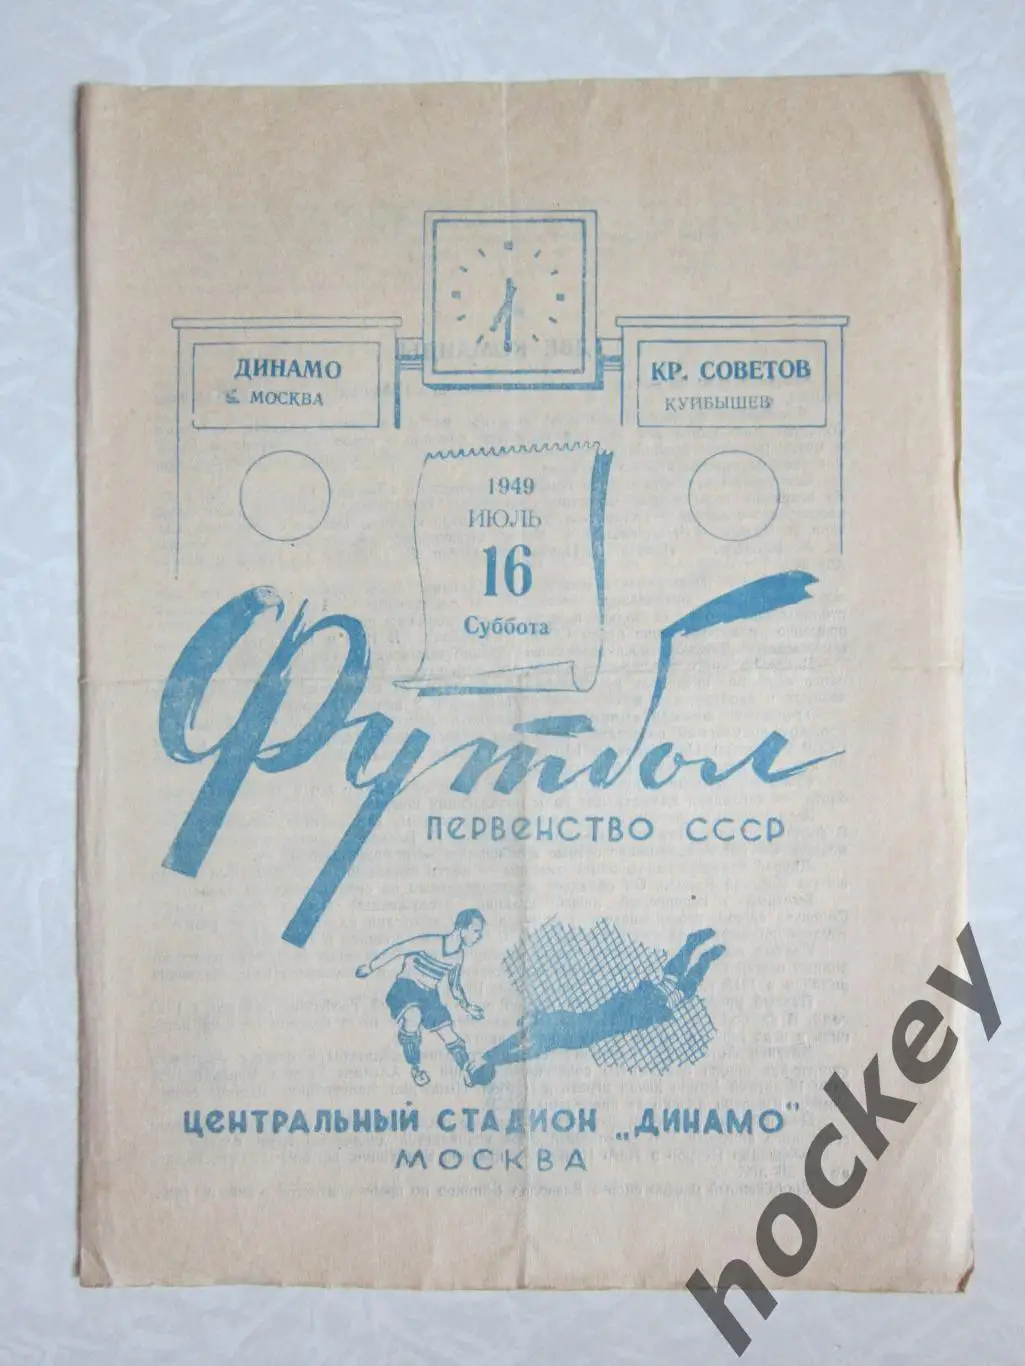 ДИНАМО
г. МОСКВА
КР. СОВЕТОВ
КУЙБЫШЕВ
1949
ИЮЛЬ
16
Суббота
Футбол
ПЕРВЕНСТВО СССР
ЦЕНТРАЛЬНЫЙ СТАДИОН „ДИНАМО"
МОСКВА
hockey